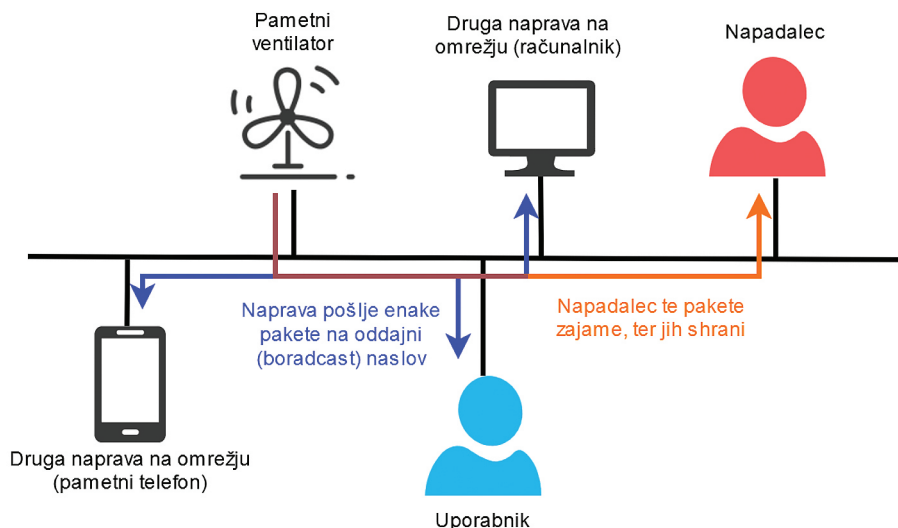 Pametni
ventilator
Druga naprava na
omrežju (računalnik)
Napadalec
Naprava pošlje enake
pakete na oddajni
(boradcast) naslov
Napadalec te pakete
zajame, ter jih shrani
Druga naprava na omrežju
(pametni telefon)
Uporabnik